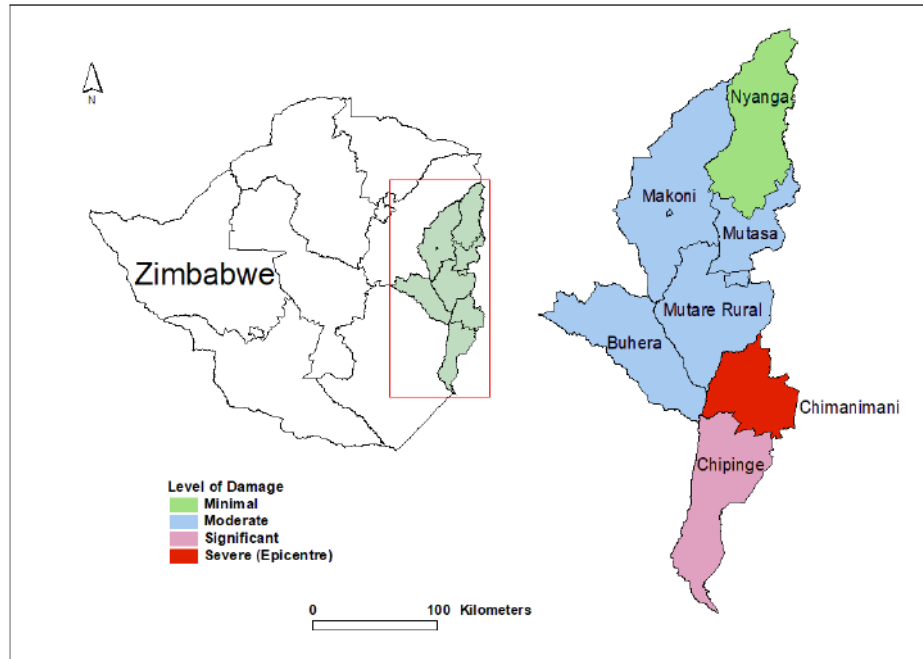 N
Zimbabwe
Nyanga
Makoni
Mutasa
Mutare Rural
Buhera
Chimanimani
Chipinge
Level of Damage
Minimal
Moderate
Significant
Severe (Epicentre)
0 100 Kilometers